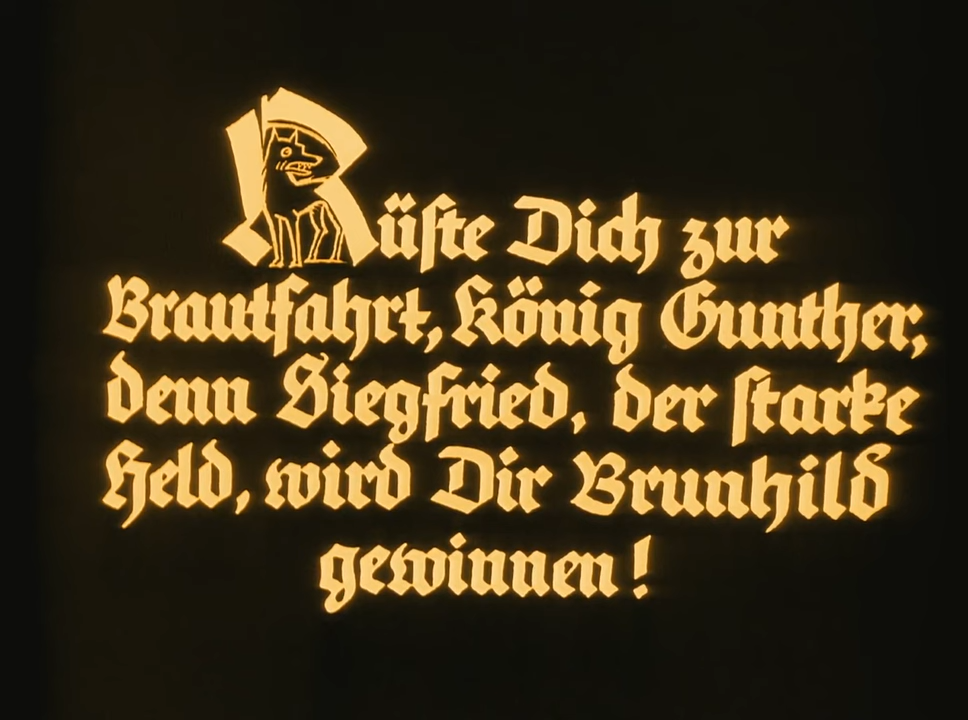 Rüste Dich zur
Brautfahrt, König Gunther,
denn Siegfried, der starke
Held, wird Dir Brunhild
gewinnen!